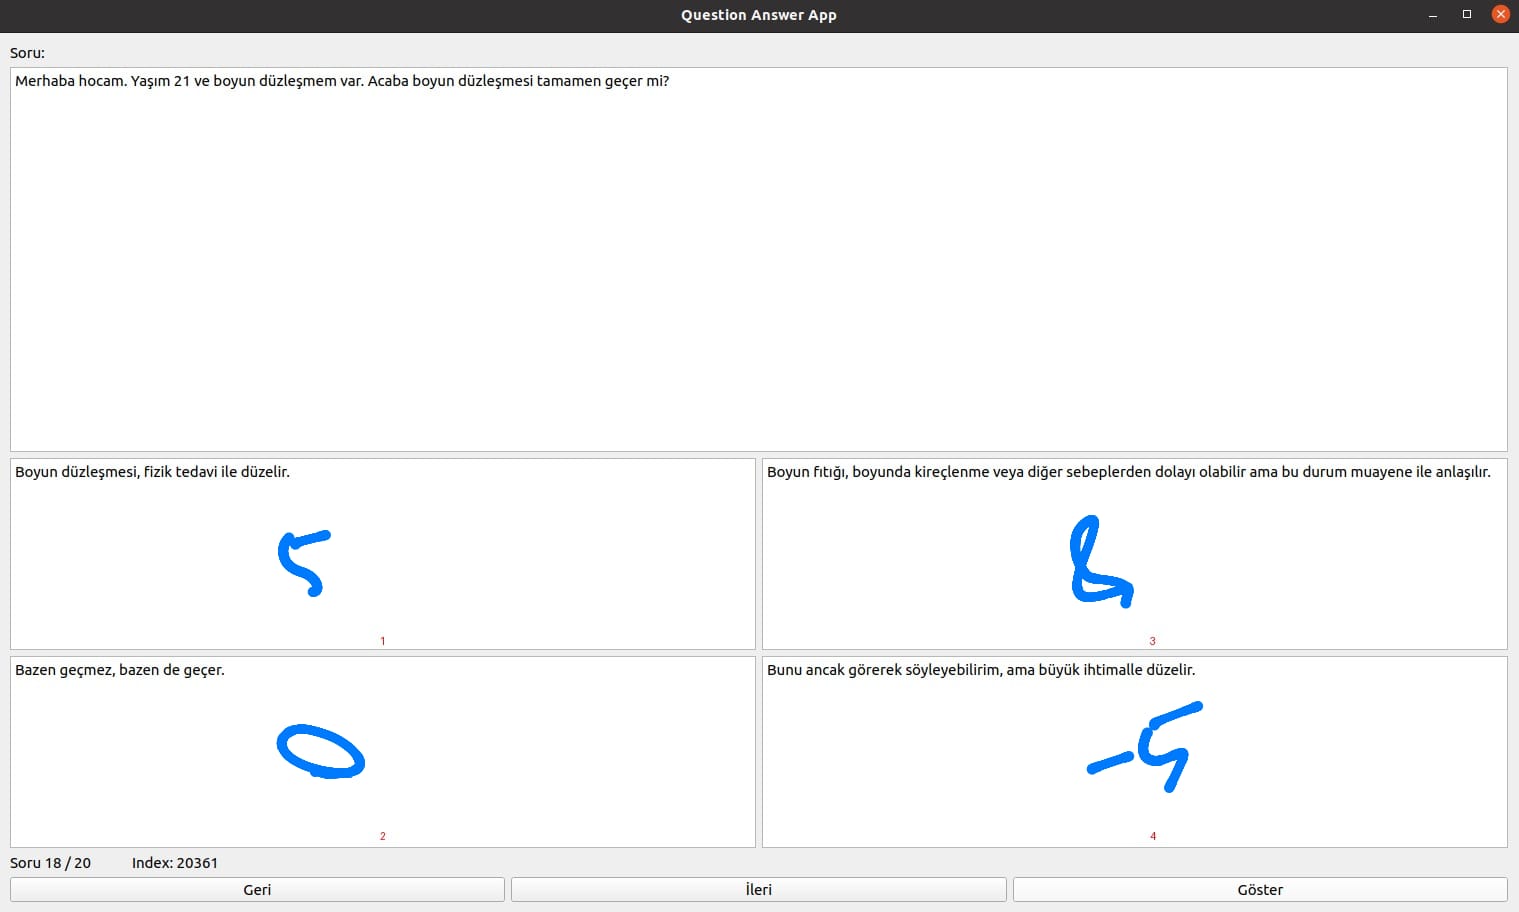 Question Answer App
Soru:
Merhaba hocam. Yaşım 21 ve boyun düzleşmem var. Acaba boyun düzleşmesi tamamen geçer mi?
Boyun düzleşmesi, fizik tedavi ile düzelir.
5
1
Boyun fıtığı, boyunda kireçlenme veya diğer sebeplerden dolayı olabilir ama bu durum muayene ile anlaşılır.
3
Bazen geçmez, bazen de geçer.
0
2
Bunu ancak görerek söyleyebilirim, ama büyük ihtimalle düzelir.
-5
4
Soru 18 / 20 Index: 20361
Geri İleri Göster